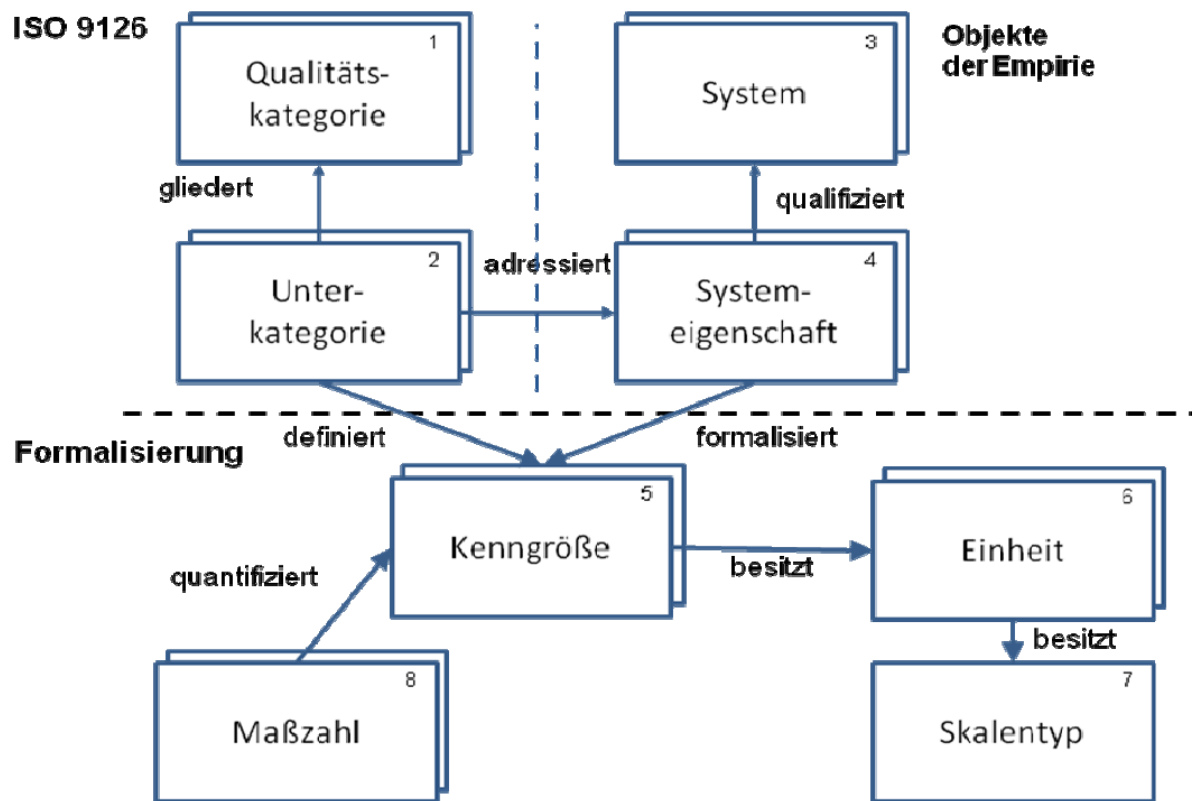 ISO 9126
1
Qualitäts-
kategorie
3
System
Objekte
der Empirie
gliedert
qualifiziert
2
Unter-
kategorie
adressiert
4
System-
eigenschaft
definiert
formalisiert
Formalisierung
5
Kenngröße
6
Einheit
quantifiziert
besitzt
besitzt
8
Maßzahl
7
Skalentyp